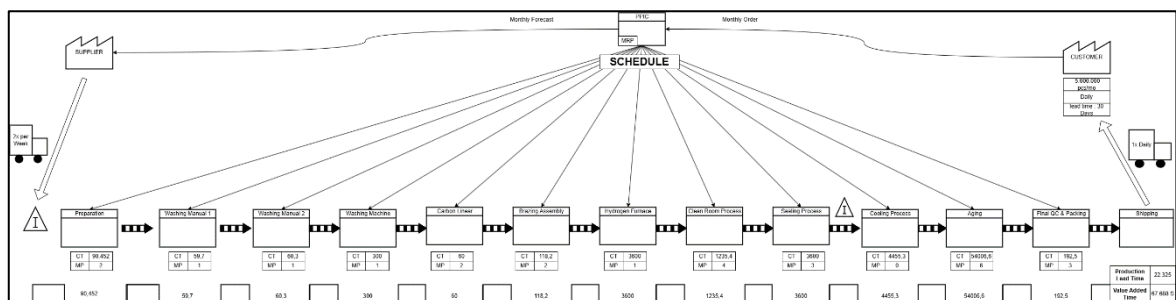 PPIC
Monthly Forecast
Monthly Order
MRP
SCHEDULE
SUPPLIER
CUSTOMER
5.000.000
pcs/mo
Daily
lead time : 30
Days
2x per
Week
1x Daily
I
I
Preparation
Washing Manual 1
Washing Manual 2
Washing Machine
Carbon Linear
Brazing Assembly
Hydrogen Furnace
Clean Room Process
Seeling Process
Cooling Process
Aging
Final QC & Packing
Shipping
CT
MP 2
CT 59,7
MP 1
CT 60,3
MP 1
CT 300
MP 1
CT 60
MP 2
CT 118,2
MP 2
CT 3600
MP 1
CT 1235,4
MP 4
CT 3600
MP 3
CT 4455,3
MP 0
CT 54006,6
MP 6
CT 192,5
MP 3
Production
Lead Time
22.325
60,452
59,7
60,3
300
60
118,2
3600
1235,4
3600
4455,3
54006,6
192,5
Value Added
Time